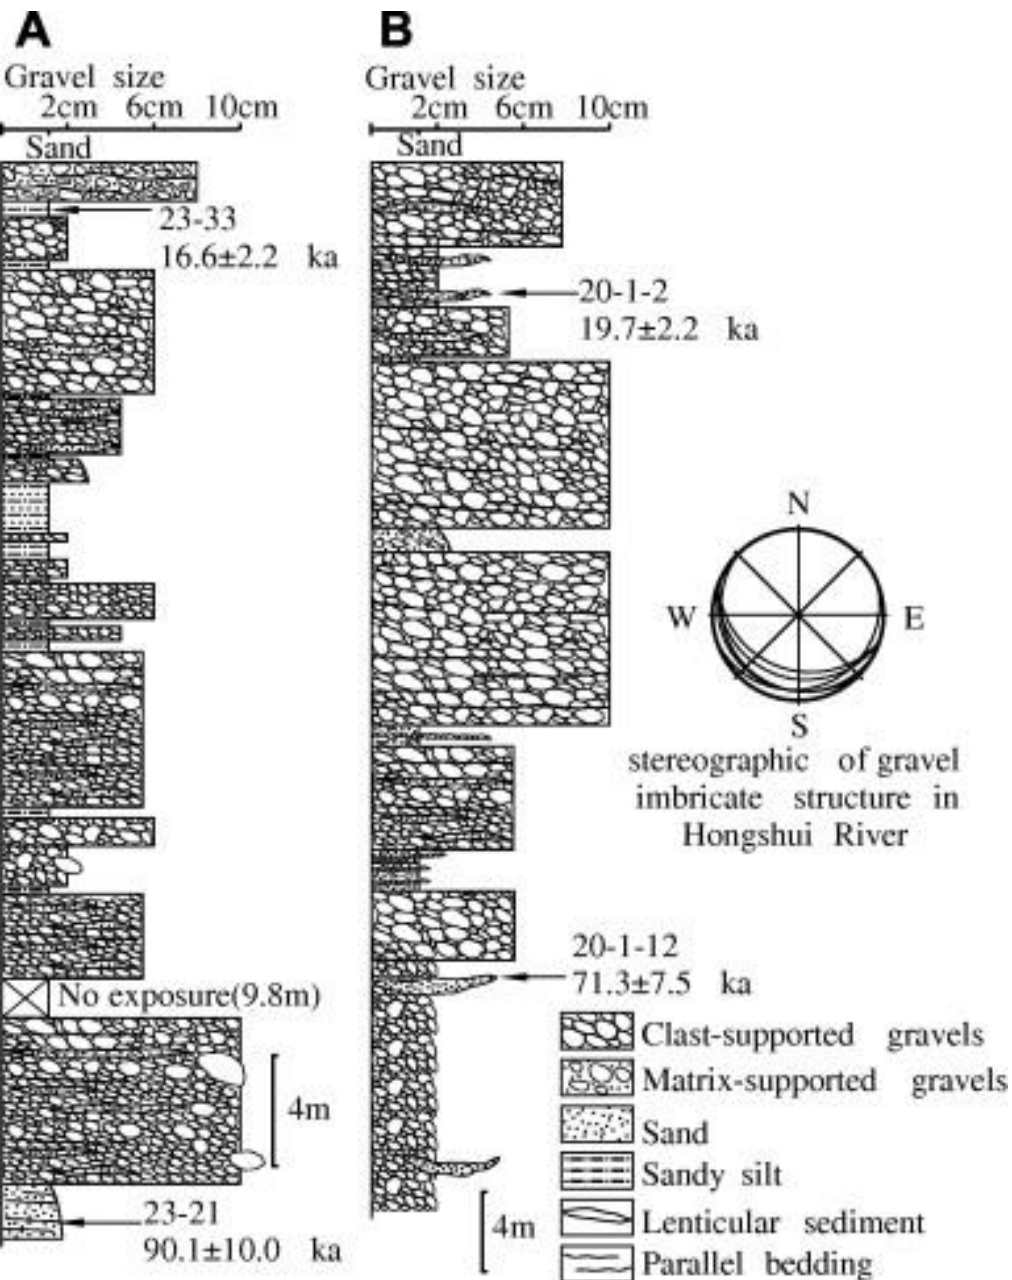 A
Gravel size
2cm 6cm 10cm
Sand
23-33
16.6±2.2 ka
No exposure(9.8m)
4m
23-21
90.1±10.0 ka
B
Gravel size
2cm 6cm 10cm
Sand
20-1-2
19.7±2.2 ka
20-1-12
71.3±7.5 ka
4m
N
W
E
S
stereographic of gravel
imbricate structure in
Hongshui River
Clast-supported gravels
Matrix-supported gravels
Sand
Sandy silt
Lenticular sediment
Parallel bedding